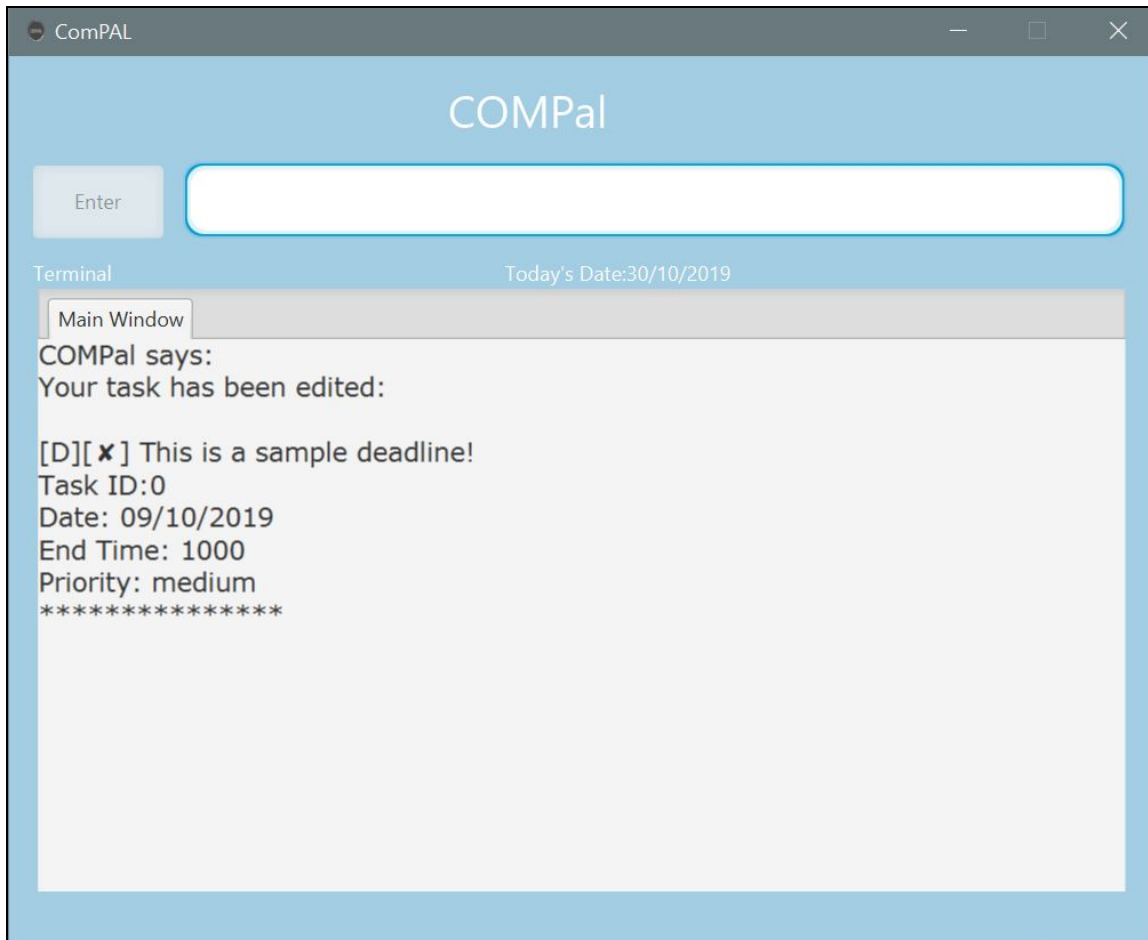 ComPAL
COMPal
Enter
Terminal
Today's Date:30/10/2019
Main Window
COMPal says:
Your task has been edited:
[D][✘] This is a sample deadline!
Task ID:0
Date: 09/10/2019
End Time: 1000
Priority: medium
***************